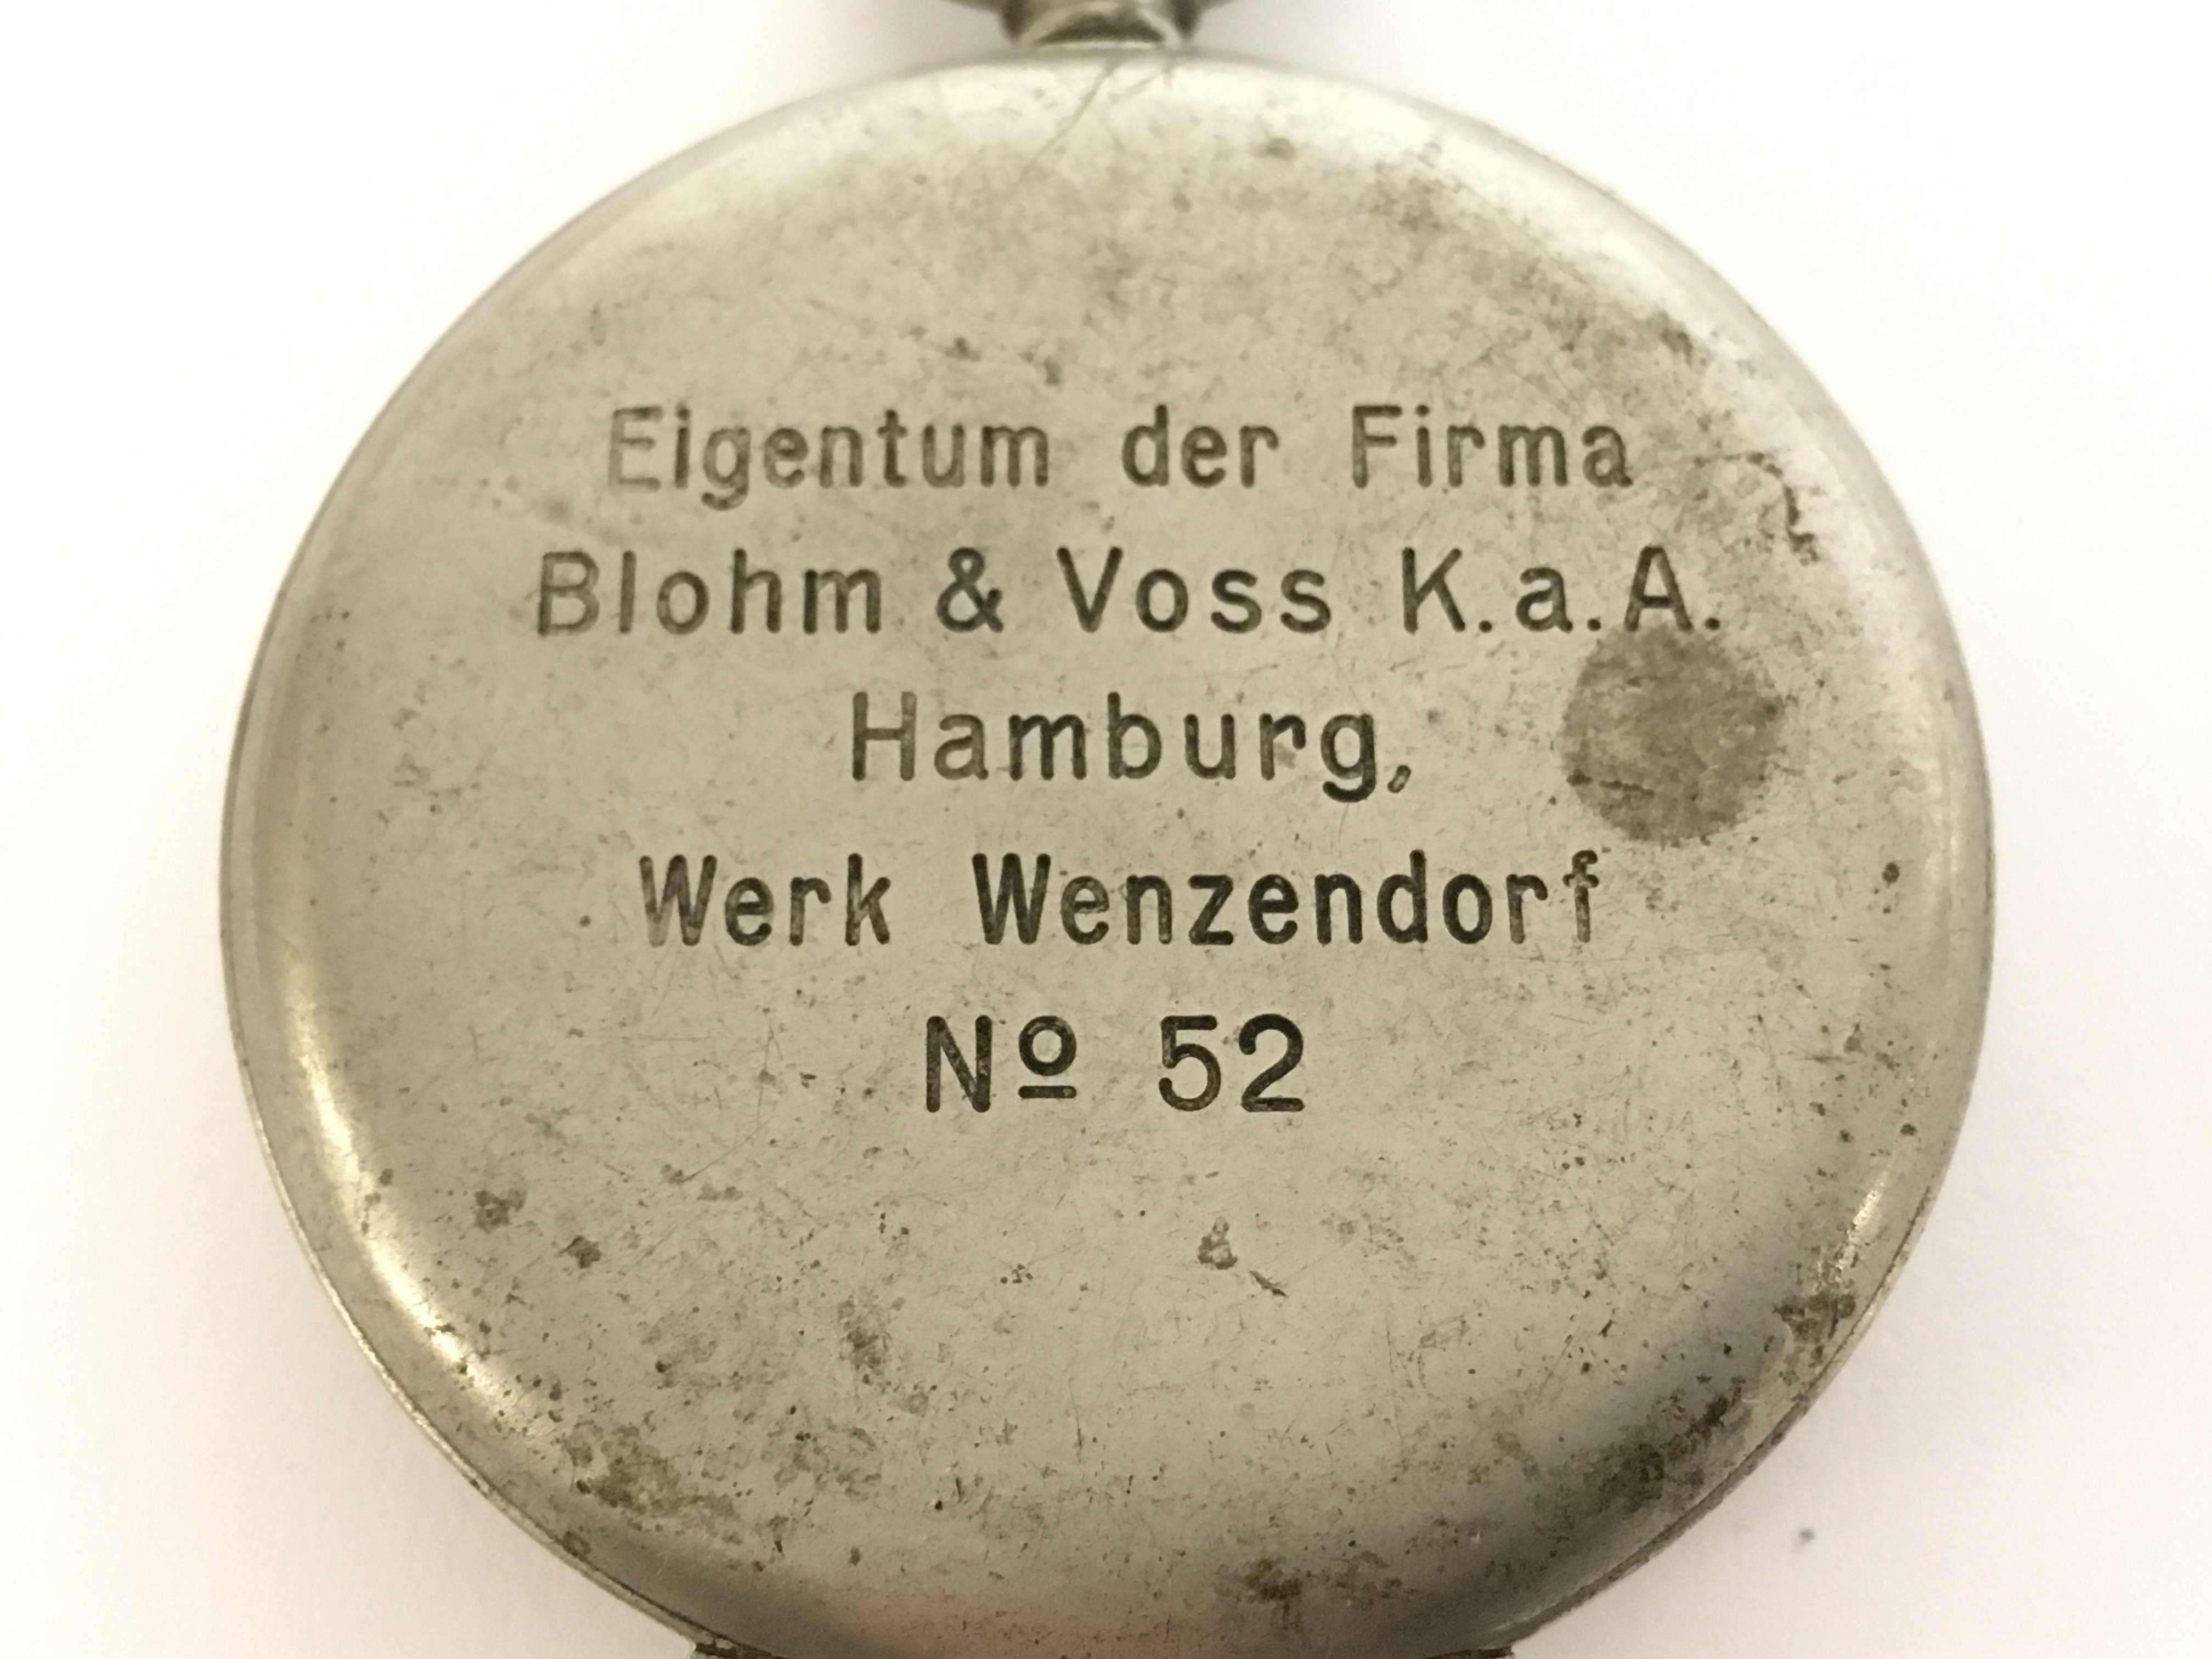 Eigentum der Firma
Blohm & Voss K.a.A.
Hamburg,
Werk Wenzendorf
Nº 52